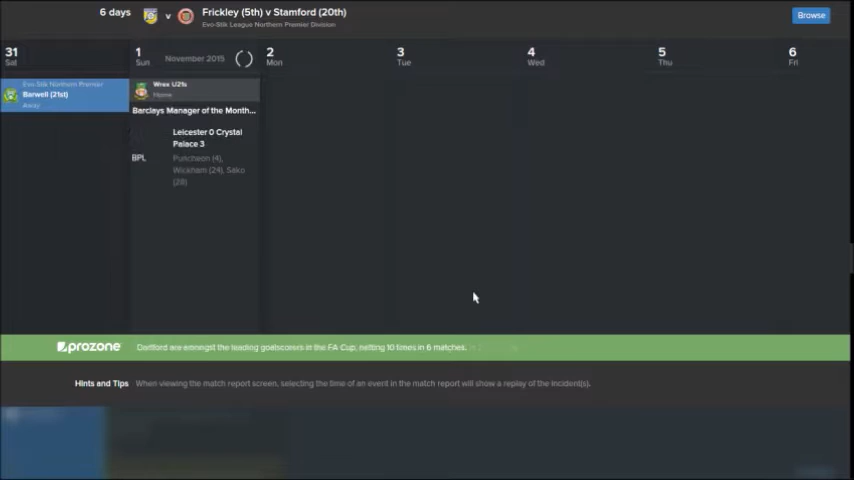 6 days
v
Frickley (5th) v Stamford (20th)
Evo-Stik League Northern Premier Division
Browse
31
Sat
1
Sun
November 2015
2
Mon
3
Tue
4
Wed
5
Thu
6
Fri
Evo-Stik Northern Premier
Barwell (21st)
Away
Wrex U21s
Home
Barclays Manager of the Month...
Leicester 0 Crystal
Palace 3
BPL
Puncheon (4),
Wickham (24), Sako
(28)
prozone
Dartford are amongst the leading goalscorers in the FA Cup, netting 10 times in 6 matches.
Hints and Tips
When viewing the match report screen, selecting the time of an event in the match report will show a replay of the incident(s).